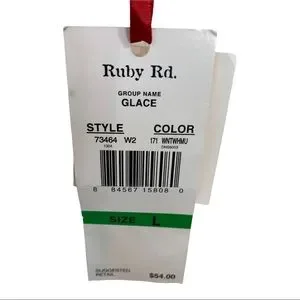 Ruby Rd.
GROUP NAME
GLACE
STYLE COLOR
73464 W2 171 WNTWHMU
8 84567 15808 0
SIZE L
SUGGESTED
RETAIL $54.00